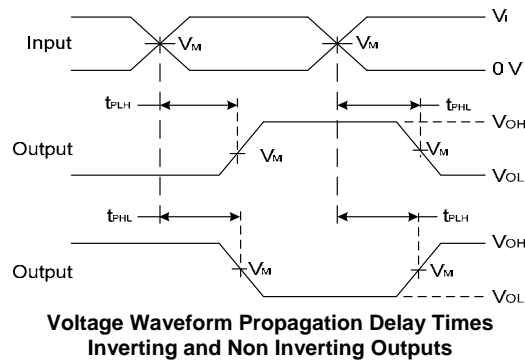 Input
VM
VM
VI
0 V
tPLH
tPHL
Output
VM
VM
VOH
VOL
tPHL
tPLH
Output
VM
VM
VOH
VOL
Voltage Waveform Propagation Delay Times
Inverting and Non Inverting Outputs